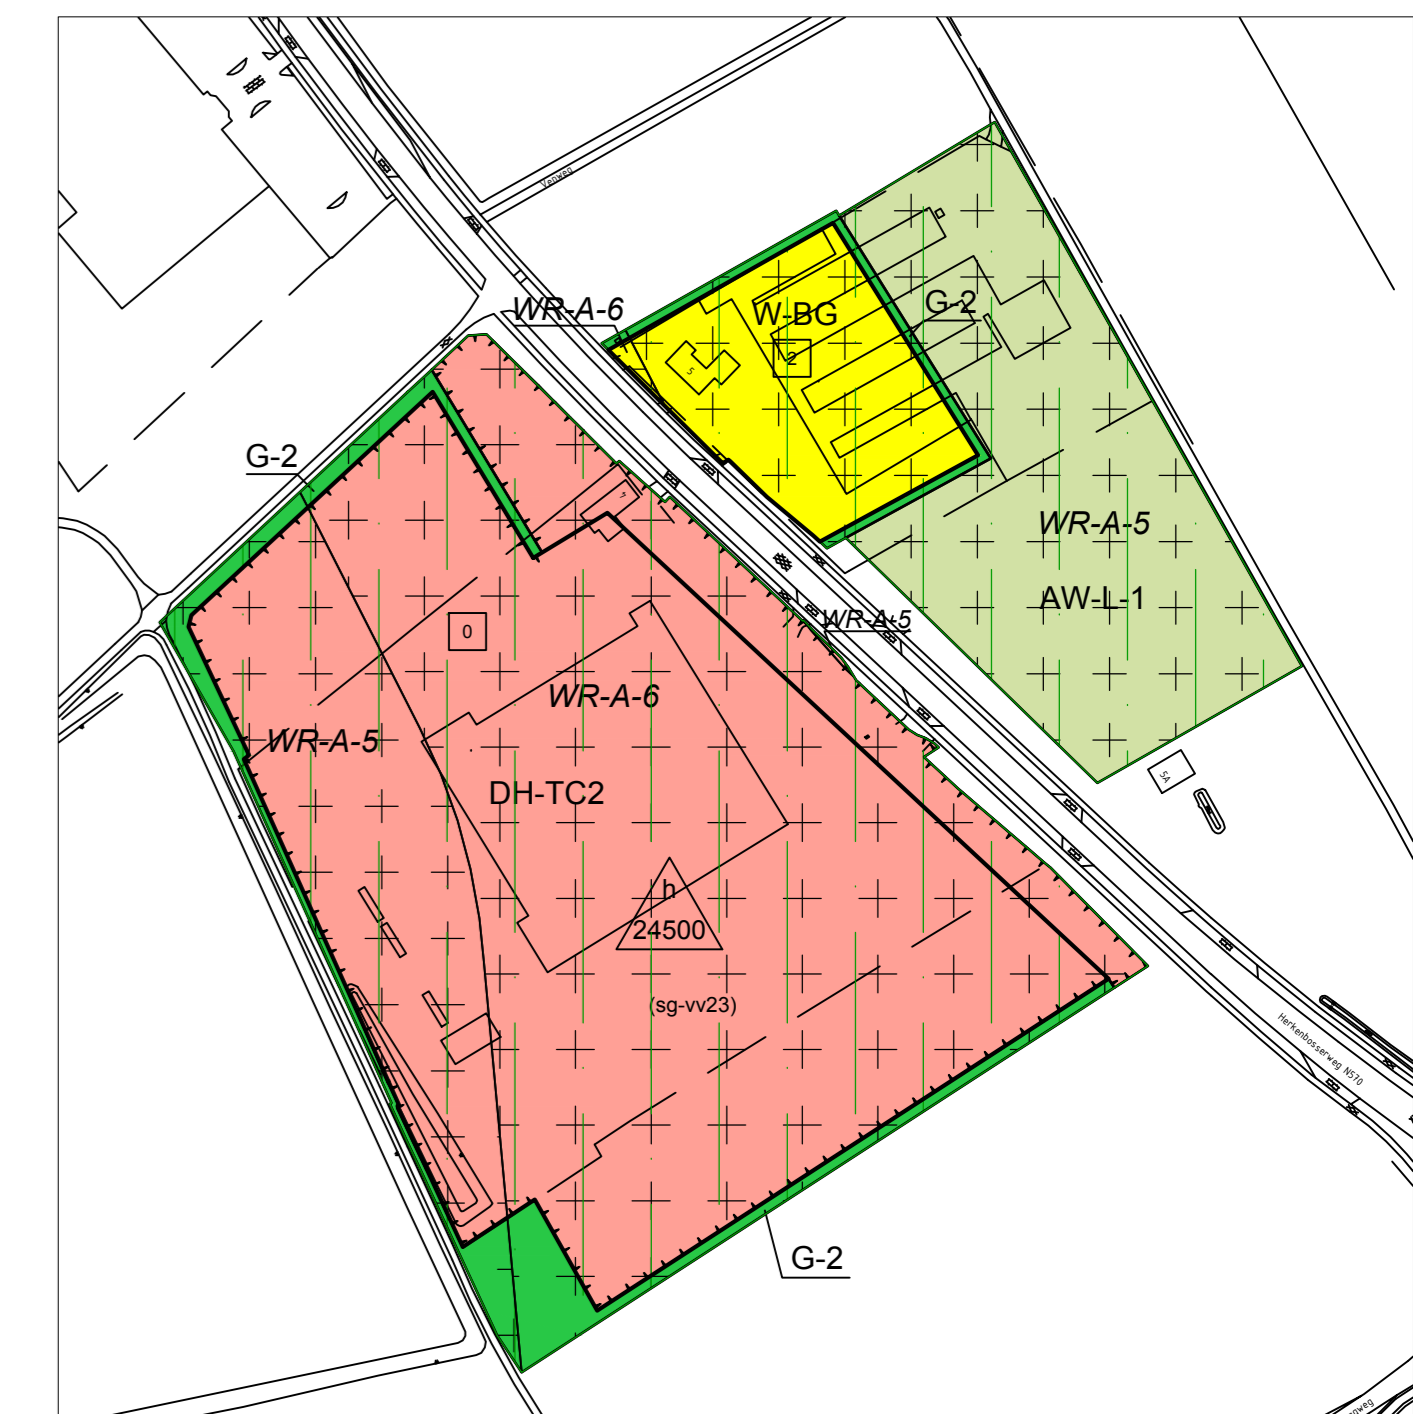 Venweg
WR-A-6
W-BG
G-2
2
5
G-2
7
WR-A-5
AW-L-1
WR-A-5
0
WR-A-6
WR-A-5
DH-TC2
5A
h
24500
(sg-vv23)
Herkenbosserweg N570
G-2